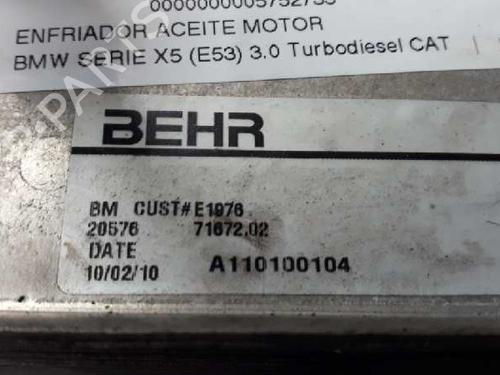 0000000005752753
ENFRIADOR ACEITE MOTOR
BMW SERIE X5 (E53) 3.0 Turbodiesel CAT |
BEHR
BM CUST# E1976
20576 71672.02
DATE
10/02/10 A110100104